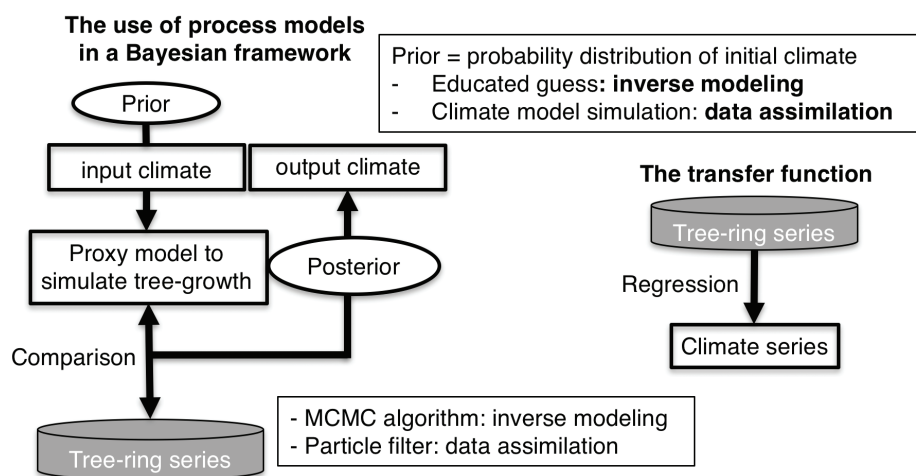 The use of process models
in a Bayesian framework
Prior = probability distribution of initial climate
- Educated guess: inverse modeling
- Climate model simulation: data assimilation
Prior
input climate
output climate
Proxy model to
simulate tree-growth
Posterior
Comparison
Tree-ring series
- MCMC algorithm: inverse modeling
- Particle filter: data assimilation
The transfer function
Tree-ring series
Regression
Climate series